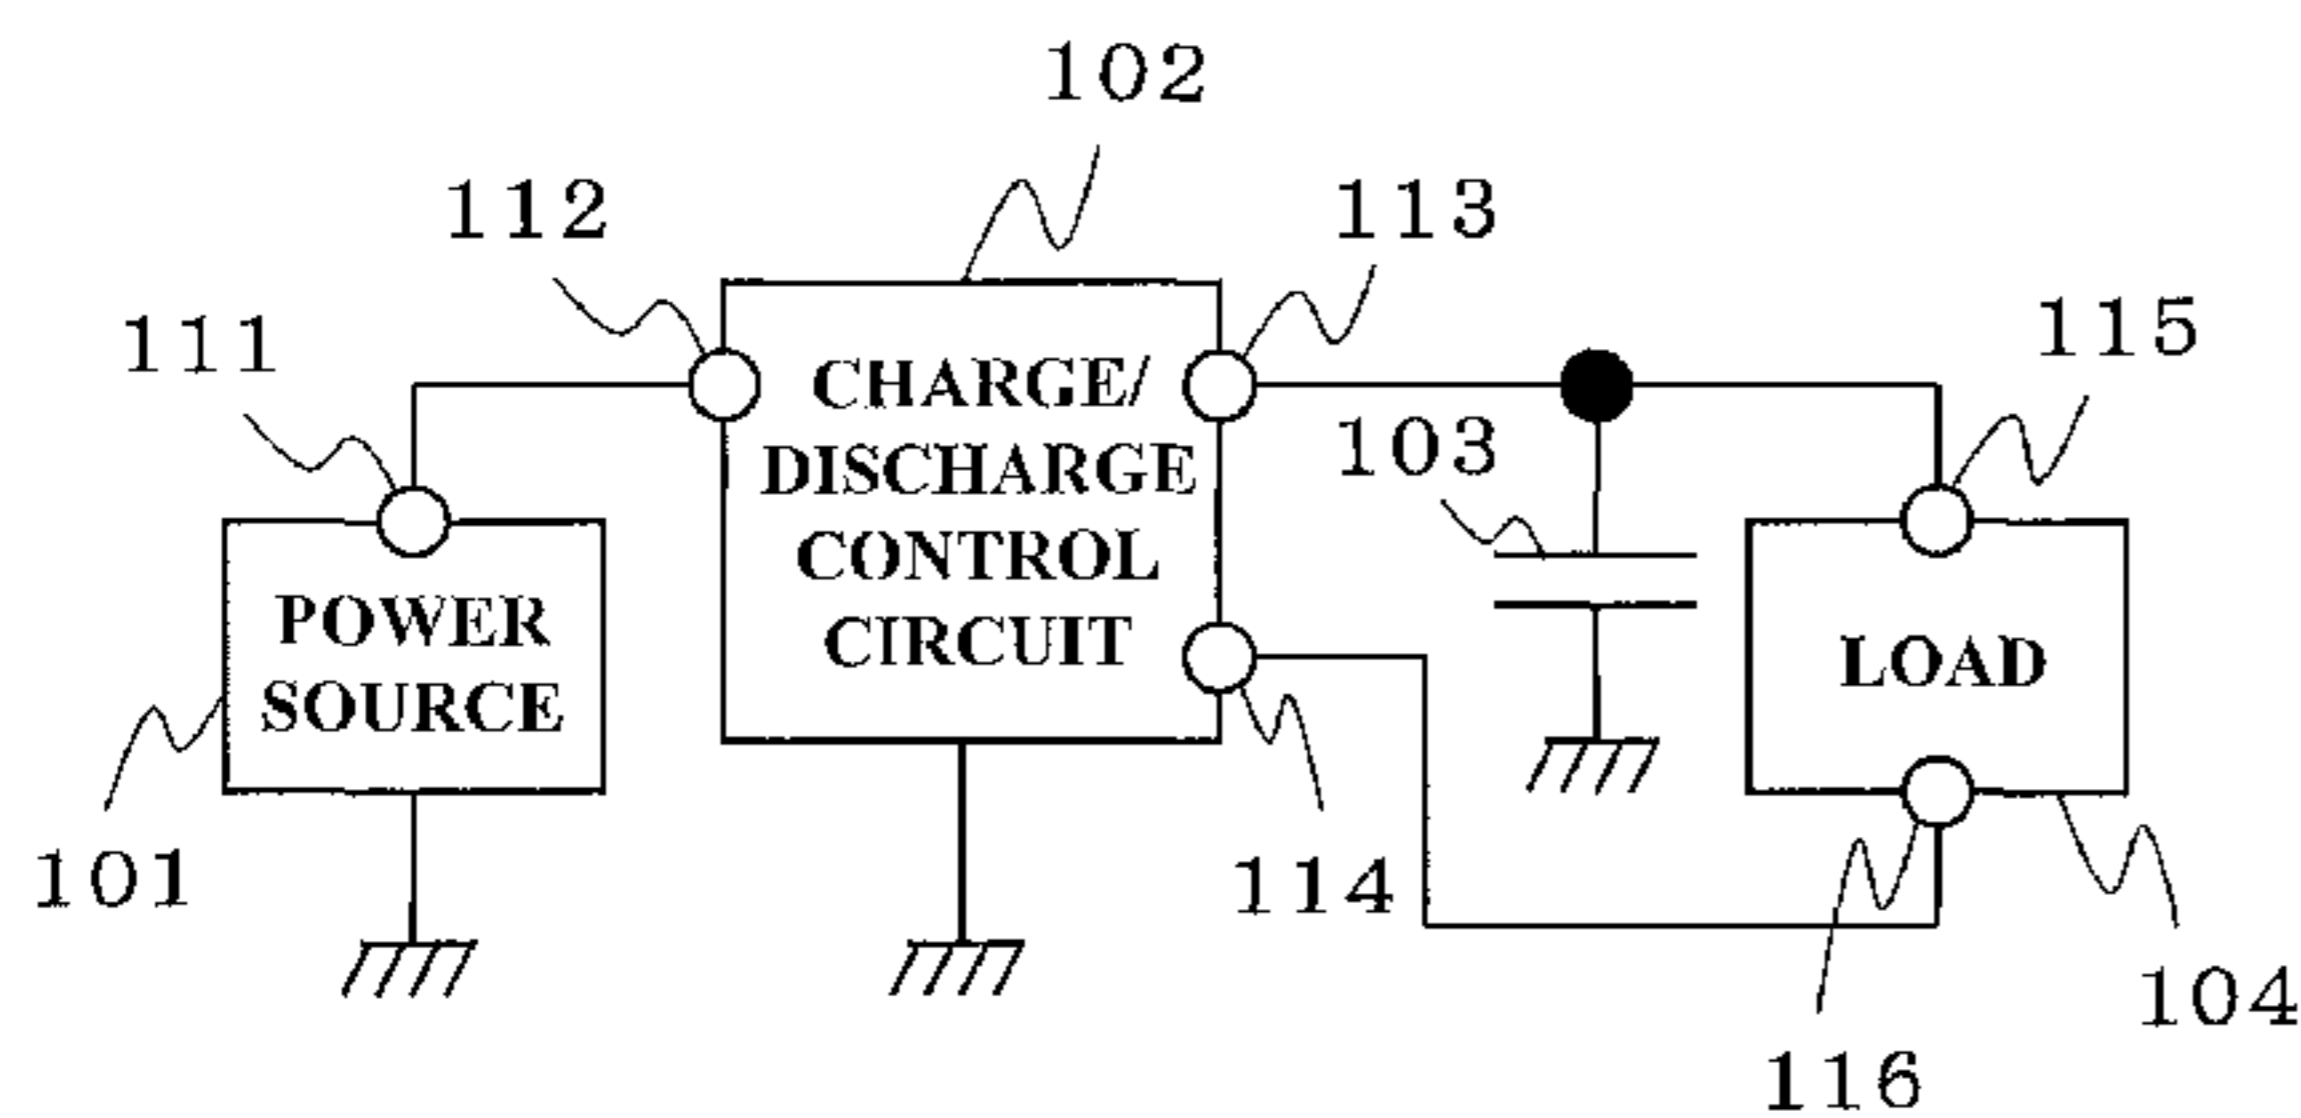 102
112
113
111
115
CHARGE/
DISCHARGE
CONTROL
CIRCUIT
103
POWER
SOURCE
LOAD
101
114
104
116